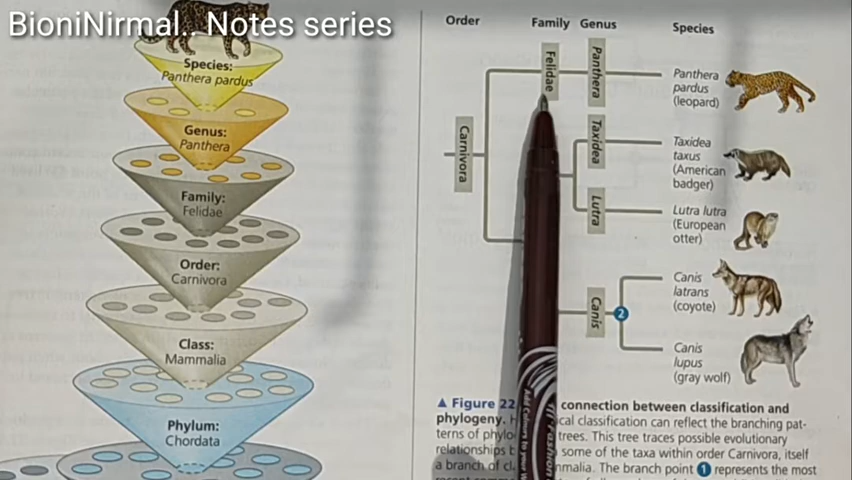 BioniNirmal.. Notes series
Species:
Panthera pardus
Genus:
Panthera
Family:
Felidae
Order:
Carnivora
Class:
Mammalia
Phylum:
Chordata
Order
Family
Genus
Species
Carnivora
Felidae
Panthera
Taxidea
Lutra
Canis
Panthera
pardus
(leopard)
Taxidea
taxus
(American
badger)
Lutra lutra
(European
otter)
2
Canis
latrans
(coyote)
Canis
lupus
(gray wolf)
▲ Figure 22 connection between classification and
phylogeny. cal classification can reflect the branching pat-
terns of phylo trees. This tree traces possible evolutionary
relationships some of the taxa within order Carnivora, itself
a branch of mmalia. The branch point 1 represents the most
Add Colours to your